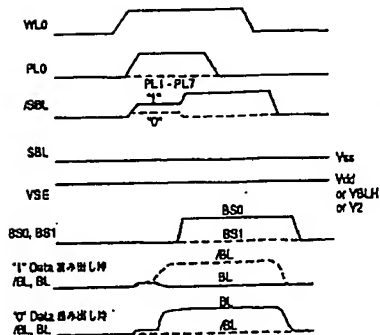 WL0
PL0
PL1-PL7
/SBL
"1"
"0"
SBL
Vss
VSE
Vdd
or VBLH
or V2
BS0
BS0, BS1
BS1
"1" Data 読み出し時
/BL, BL
/BL
BL
"0" Data 読み出し時
/BL, BL
BL
/BL